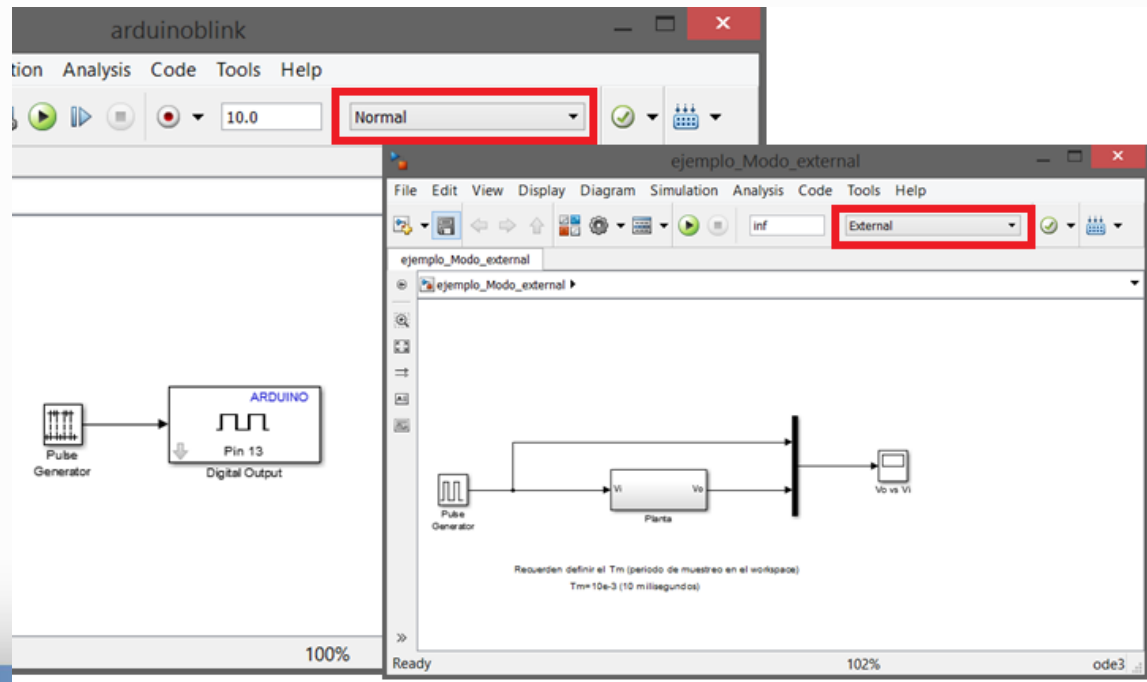 arduinoblink
tion Analysis Code Tools Help
10.0 Normal
ARDUINO
Pin 13
Pulse
Generator
Digital Output
100%
ejemplo_Modo_external
File Edit View Display Diagram Simulation Analysis Code Tools Help
inf External
ejemplo_Modo_external
ejemplo_Modo_external
Pulse
Generator
Vi Vo
Planta
Vo vs Vi
Recuerden definir el Tm (periodo de muestreo en el workspace)
Tm=10e-3 (10 milisegundos)
Ready 102% ode3